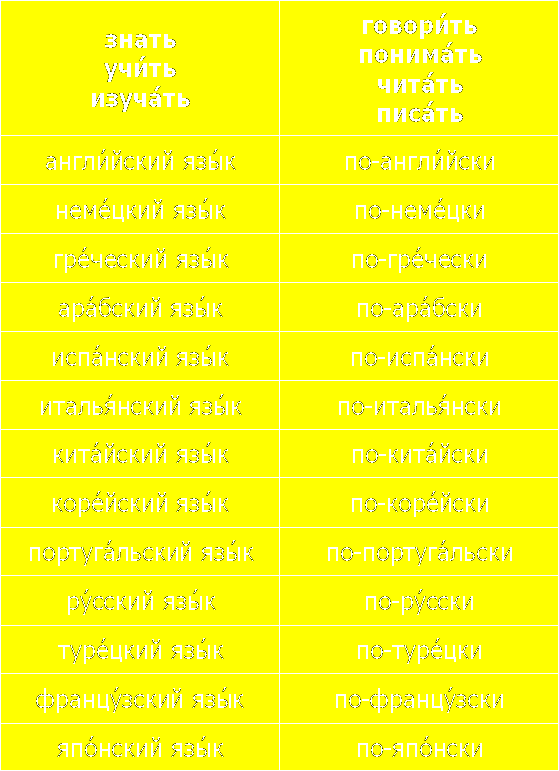 знать
учи́ть
изуча́ть
говори́ть
понима́ть
чита́ть
писа́ть
англи́йский язы́к по-англи́йски
неме́цкий язы́к по-неме́цки
гре́ческий язы́к по-гре́чески
ара́бский язы́к по-ара́бски
испа́нский язы́к по-испа́нски
италья́нский язы́к по-италья́нски
кита́йский язы́к по-кита́йски
коре́йский язы́к по-коре́йски
португа́льский язы́к по-португа́льски
ру́сский язы́к по-ру́сски
туре́цкий язы́к по-туре́цки
францу́зский язы́к по-францу́зски
япо́нский язы́к по-япо́нски